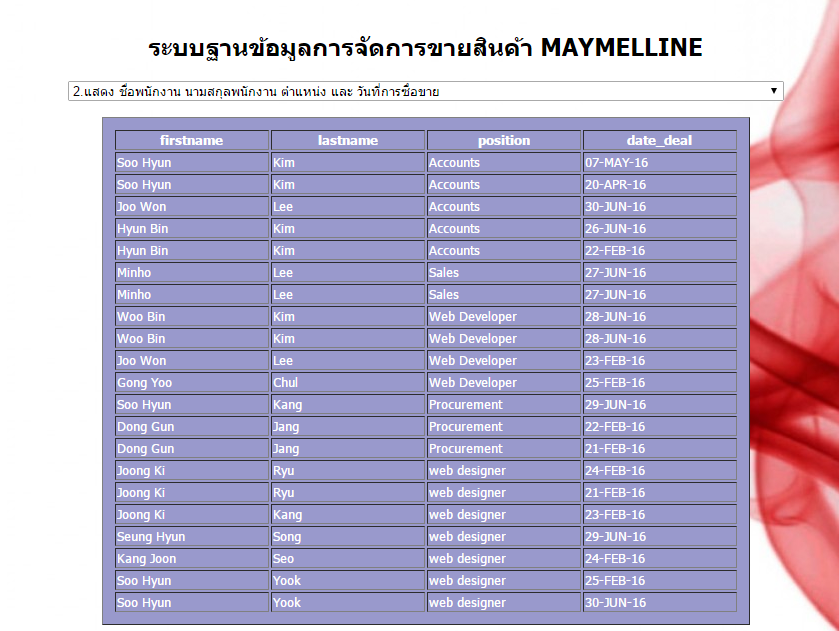 ระบบฐานข้อมูลการจัดการขายสินค้า MAYMELLINE
2.แสดง ชื่อพนักงาน นามสกุลพนักงาน ตำแหน่ง และ วันที่การซื้อขาย
firstname lastname position date_deal
Soo Hyun Kim Accounts 07-MAY-16
Soo Hyun Kim Accounts 20-APR-16
Joo Won Lee Accounts 30-JUN-16
Hyun Bin Kim Accounts 26-JUN-16
Hyun Bin Kim Accounts 22-FEB-16
Minho Lee Sales 27-JUN-16
Minho Lee Sales 27-JUN-16
Woo Bin Kim Web Developer 28-JUN-16
Woo Bin Kim Web Developer 28-JUN-16
Joo Won Lee Web Developer 23-FEB-16
Gong Yoo Chul Web Developer 25-FEB-16
Soo Hyun Kang Procurement 29-JUN-16
Dong Gun Jang Procurement 22-FEB-16
Dong Gun Jang Procurement 21-FEB-16
Joong Ki Ryu web designer 24-FEB-16
Joong Ki Ryu web designer 21-FEB-16
Joong Ki Kang web designer 23-FEB-16
Seung Hyun Song web designer 29-JUN-16
Kang Joon Seo web designer 24-FEB-16
Soo Hyun Yook web designer 25-FEB-16
Soo Hyun Yook web designer 30-JUN-16